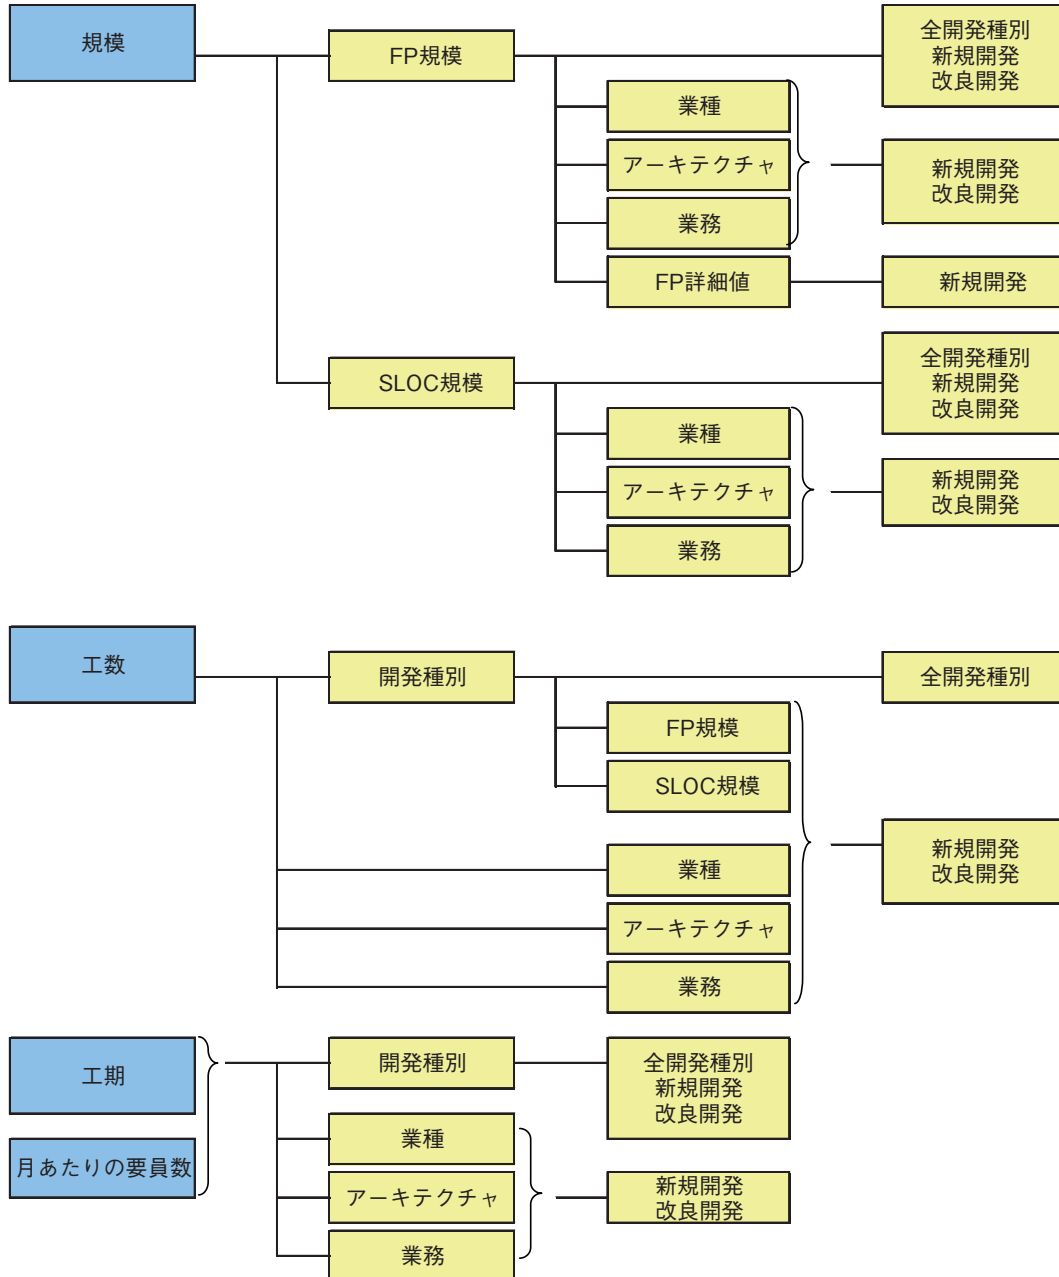 規模
FP規模
全開発種別
新規開発
改良開発
業種
アーキテクチャ
業務
新規開発
改良開発
FP詳細値
新規開発
SLOC規模
全開発種別
新規開発
改良開発
業種
アーキテクチャ
業務
新規開発
改良開発
工数
開発種別
全開発種別
FP規模
SLOC規模
業種
アーキテクチャ
業務
新規開発
改良開発
工期
月あたりの要員数
開発種別
全開発種別
新規開発
改良開発
業種
アーキテクチャ
業務
新規開発
改良開発